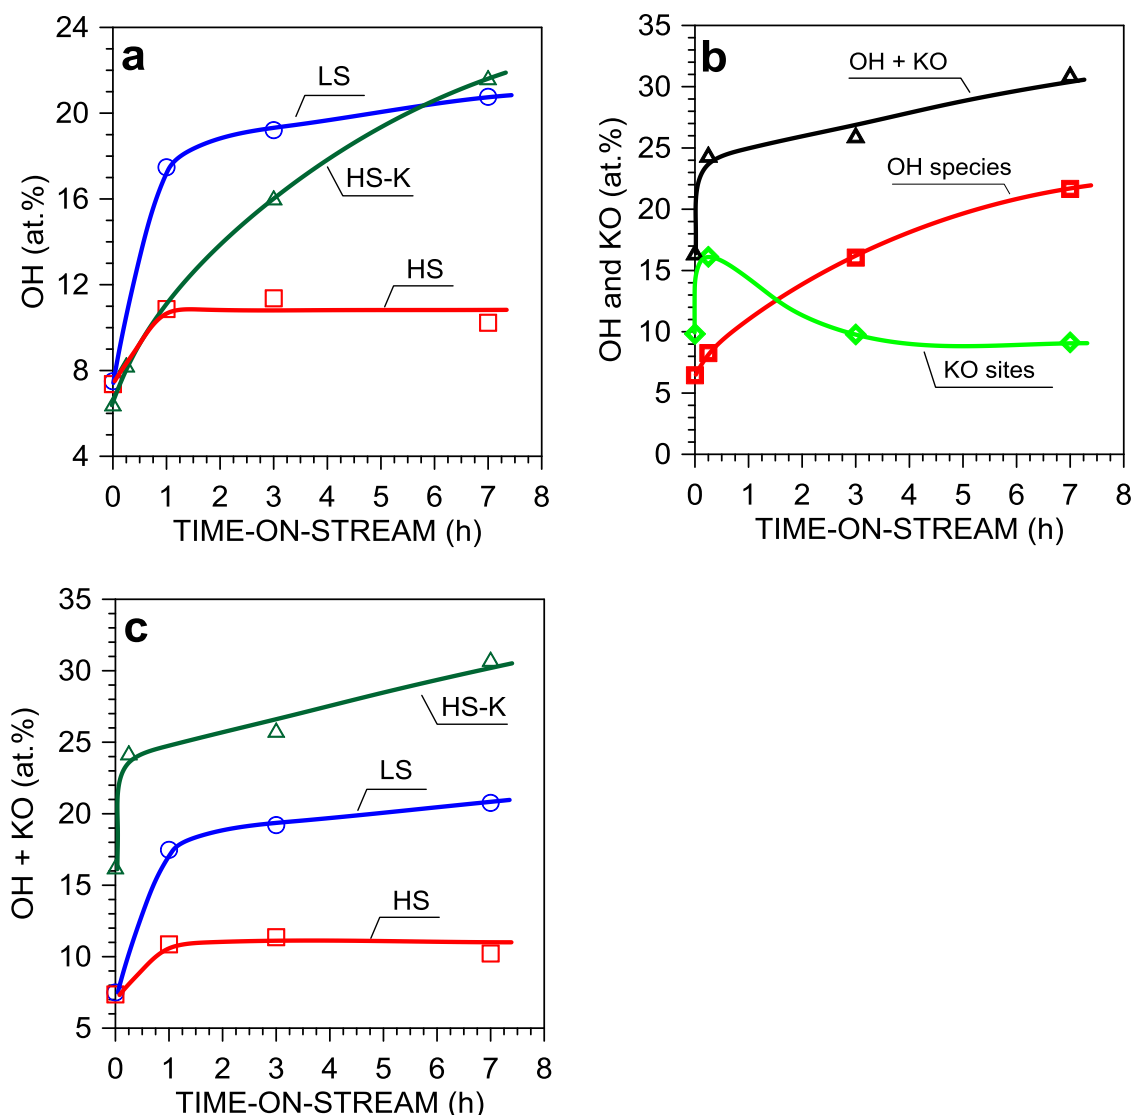 a
24
20
16
12
8
4
OH (at.%)
LS
HS-K
HS
0 1 2 3 4 5 6 7 8
TIME-ON-STREAM (h)
b
35
30
25
20
15
10
5
0
OH and KO (at.%)
OH + KO
OH species
KO sites
0 1 2 3 4 5 6 7 8
TIME-ON-STREAM (h)
c
35
30
25
20
15
10
5
OH + KO (at.%)
HS-K
LS
HS
0 1 2 3 4 5 6 7 8
TIME-ON-STREAM (h)